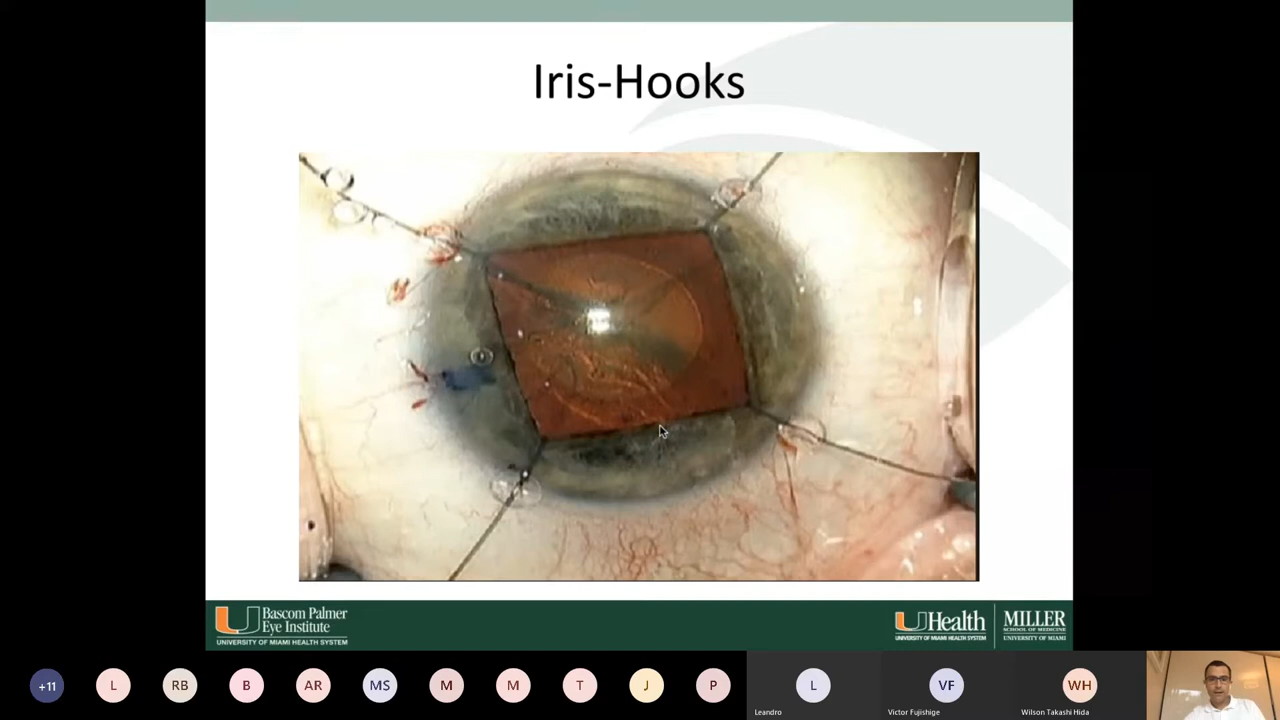 Iris-Hooks
Bascom Palmer
Eye Institute
UNIVERSITY OF MIAMI HEALTH SYSTEM
UHealth
UNIVERSITY OF MIAMI HEALTH SYSTEM
MILLER
SCHOOL OF MEDICINE
UNIVERSITY OF MIAMI
+11
L
RB
B
AR
MS
M
M
T
J
P
L
VF
WH
Leandro
Victor Fujishige
Wilson Takashi Hida